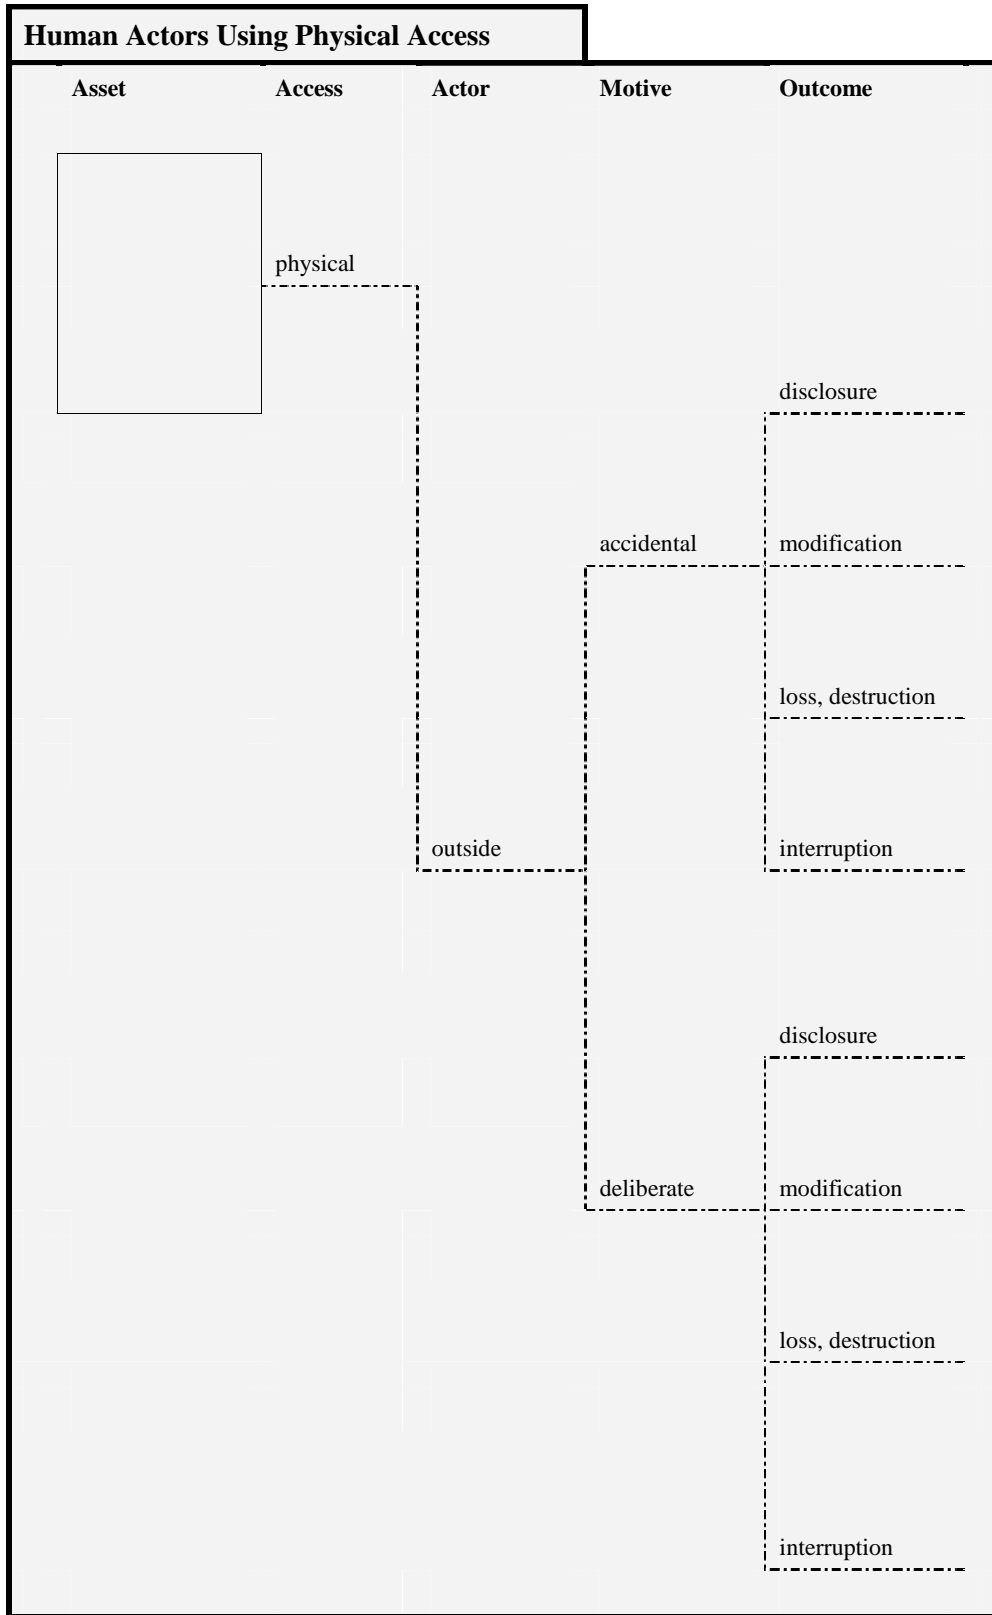 Human Actors Using Physical Access
Asset Access Actor Motive Outcome
physical
disclosure
accidental modification
loss, destruction
outside interruption
disclosure
deliberate modification
loss, destruction
interruption